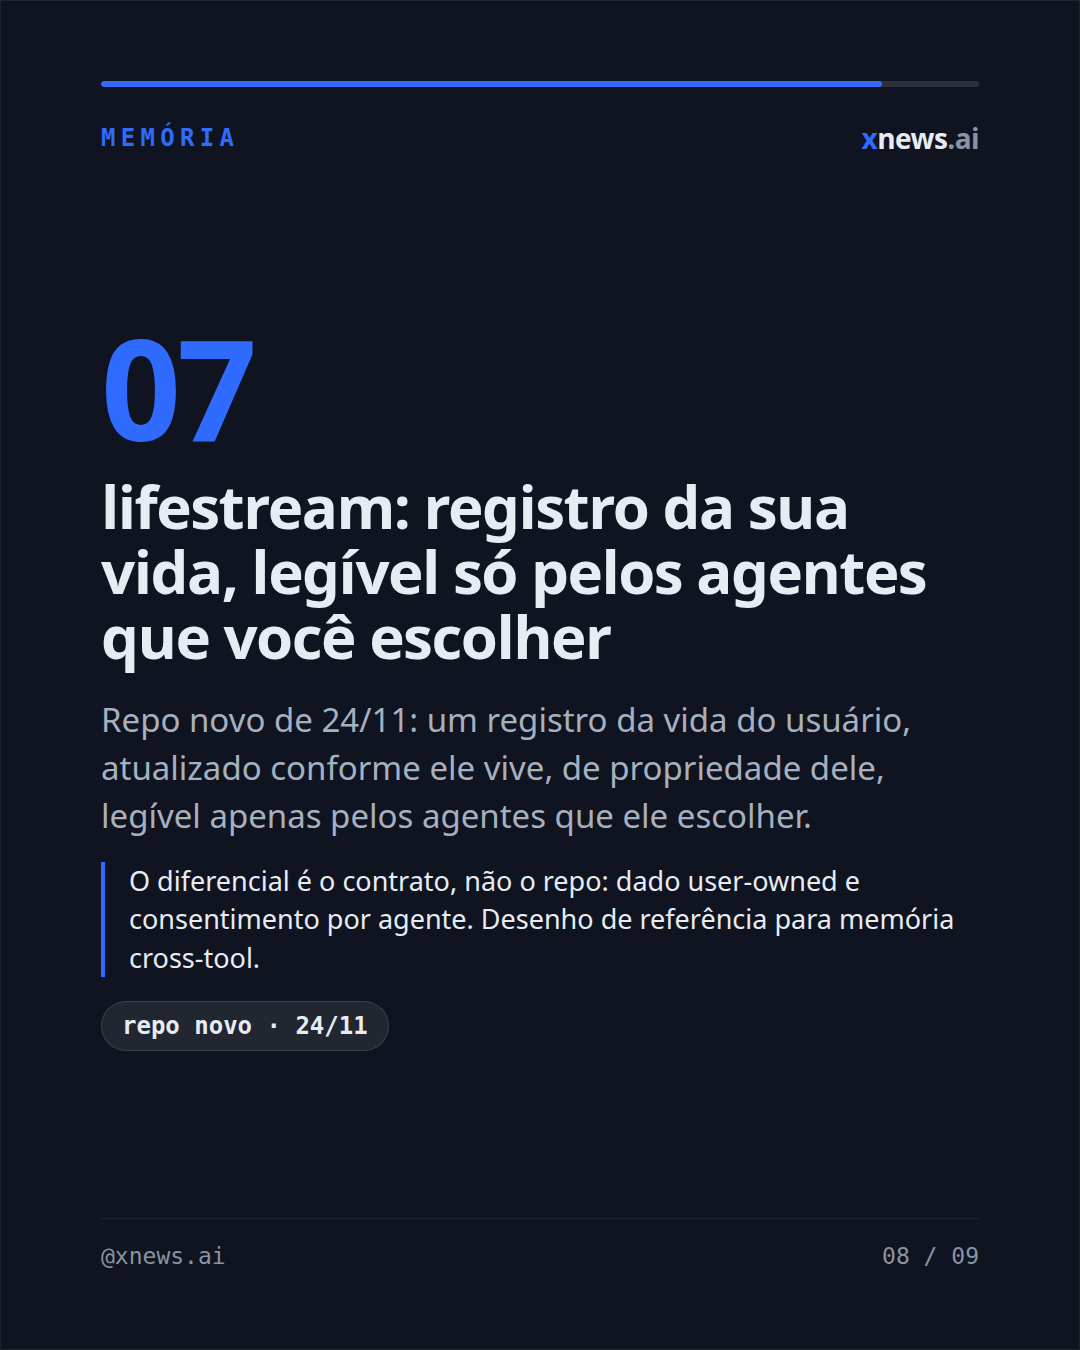 MEMÓRIA
xnews.ai
07
lifestream: registro da sua
vida, legível só pelos agentes
que você escolher
Repo novo de 24/11: um registro da vida do usuário,
atualizado conforme ele vive, de propriedade dele,
legível apenas pelos agentes que ele escolher.
O diferencial é o contrato, não o repo: dado user-owned e
consentimento por agente. Desenho de referência para memória
cross-tool.
repo novo · 24/11
@xnews.ai
08 / 09